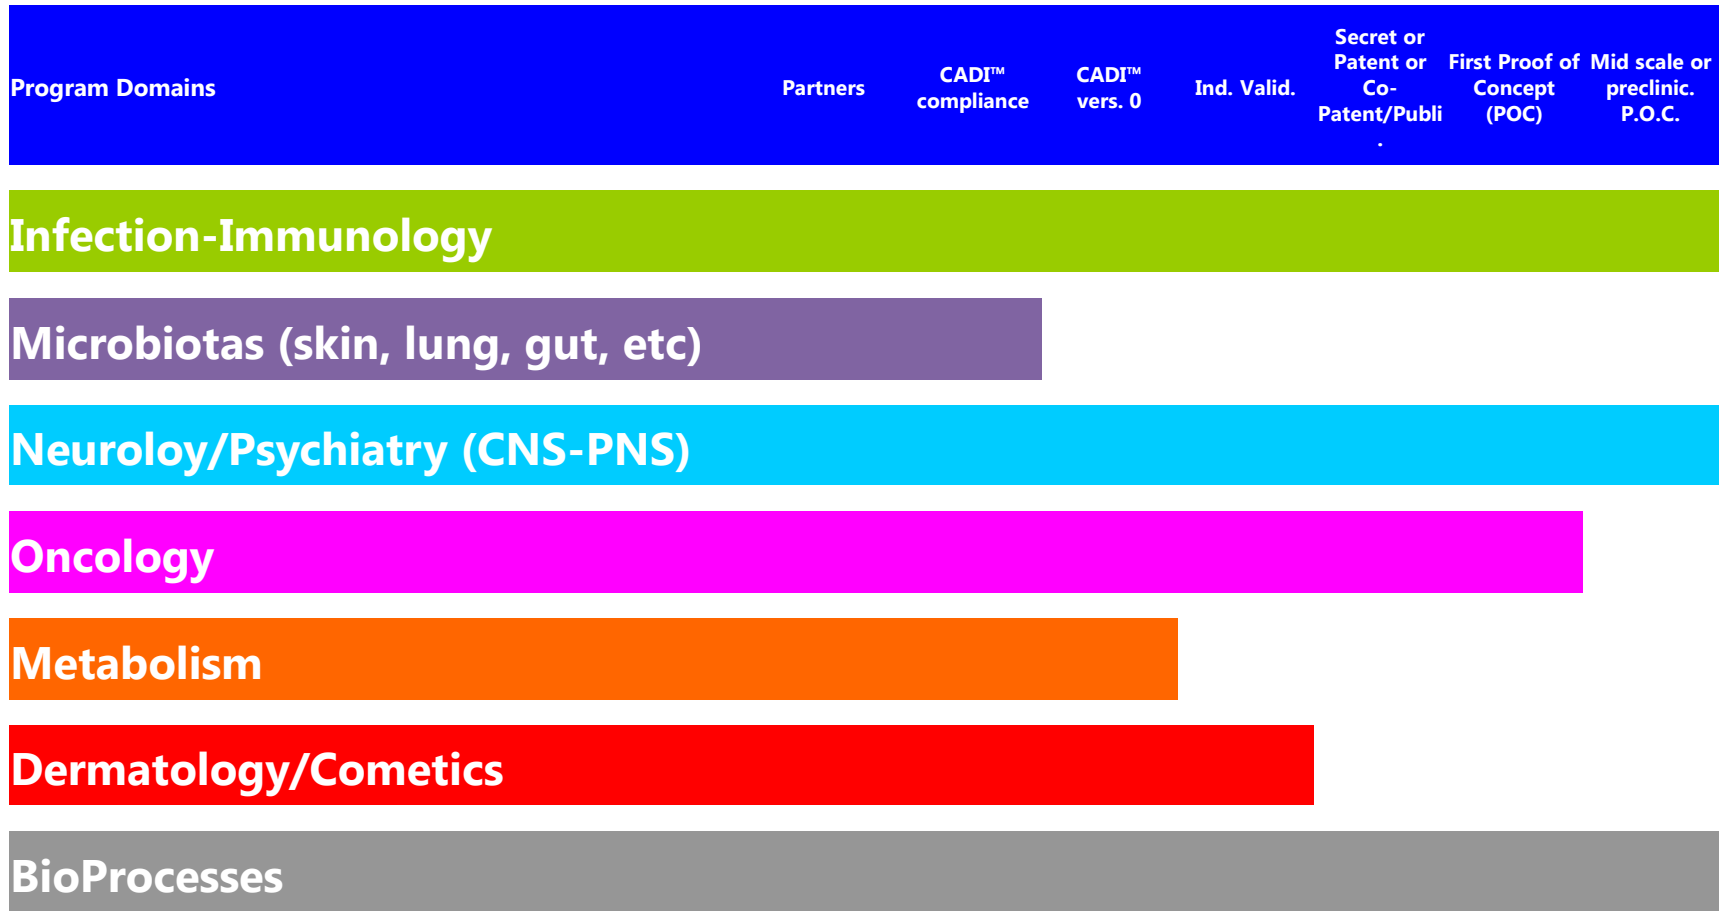 Program Domains
Partners
CADI™
compliance
CADI™
vers. 0
Ind. Valid.
Secret or
Patent or
Co-
Patent/Publi
.
First Proof of
Concept
(POC)
Mid scale or
preclinic.
P.O.C.
Infection-Immunology
Microbiotas (skin, lung, gut, etc)
Neuroloy/Psychiatry (CNS-PNS)
Oncology
Metabolism
Dermatology/Cometics
BioProcesses